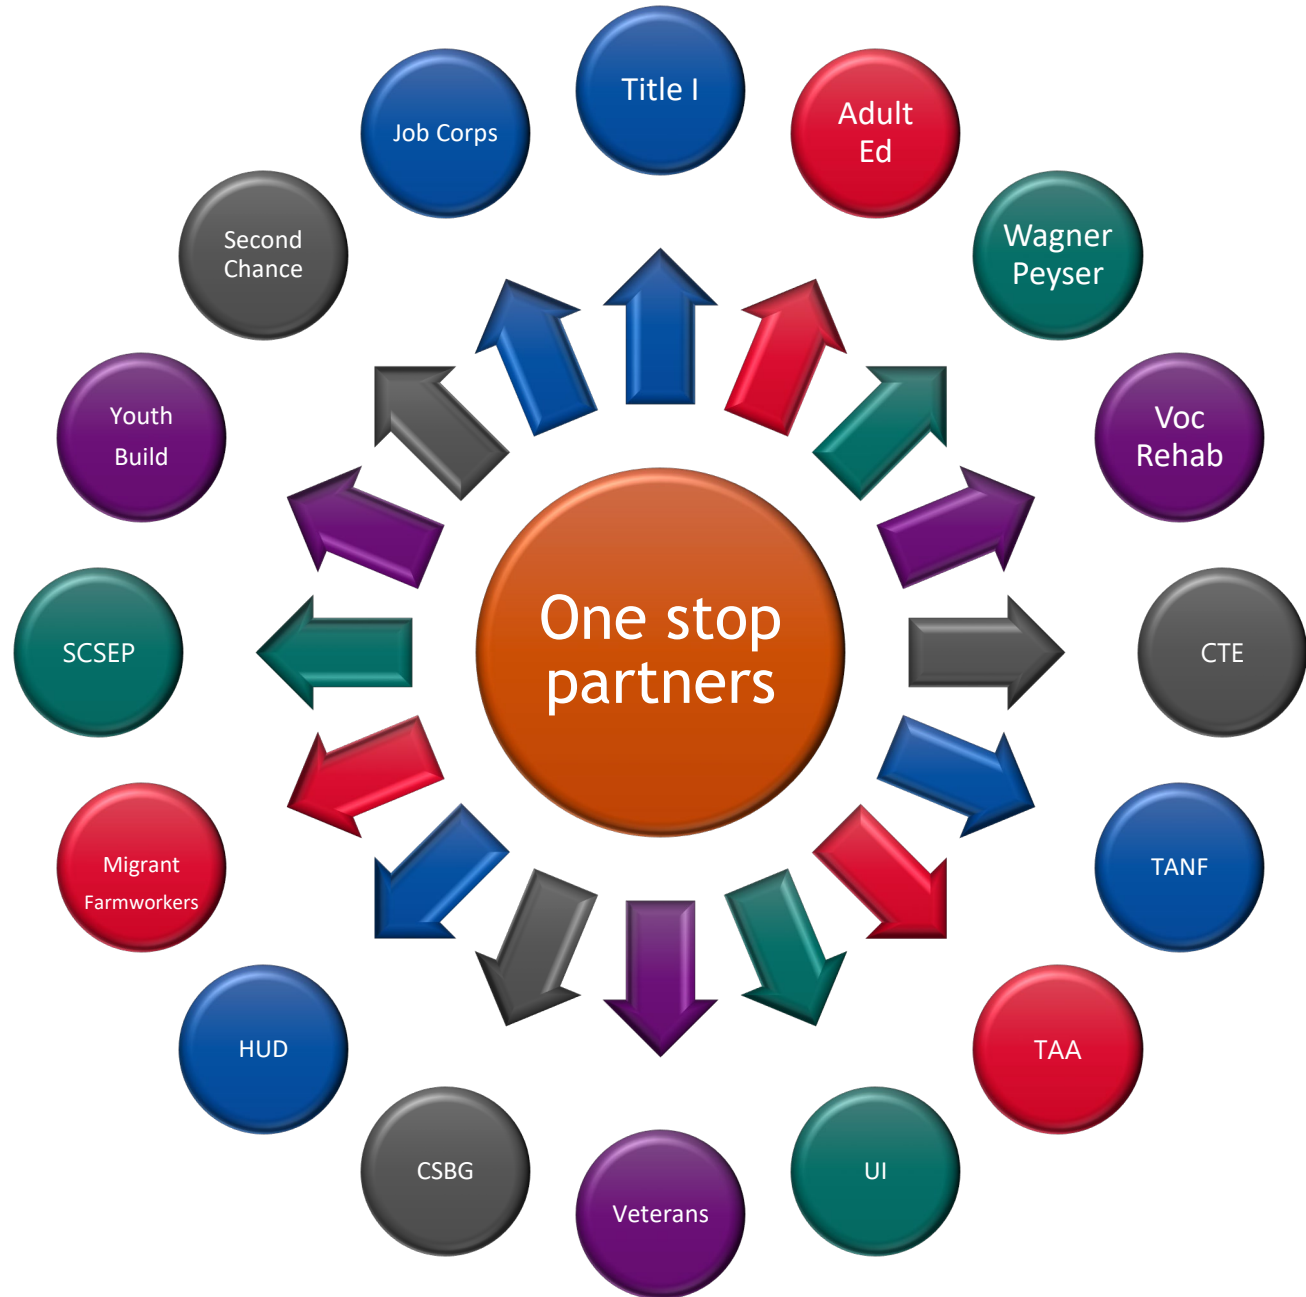 Title I
Adult
Ed
Wagner
Peyser
Voc
Rehab
CTE
TANF
TAA
UI
Veterans
CSBG
HUD
Migrant
Farmworkers
SCSEP
Youth
Build
Second
Chance
Job Corps
One stop
partners